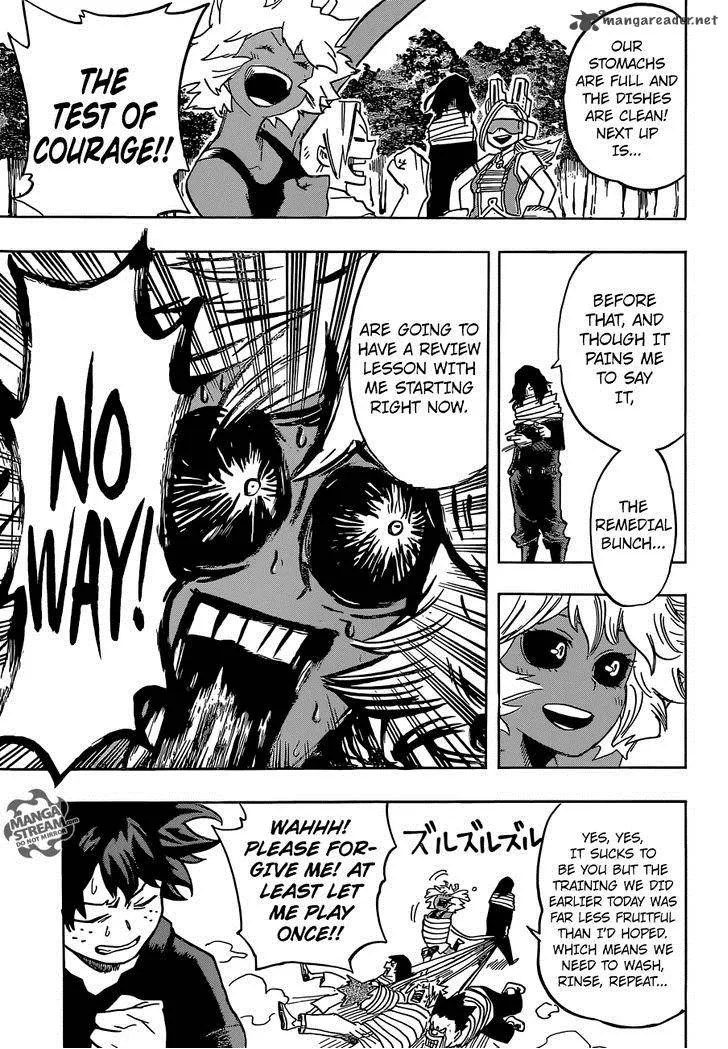 mangareader.net
OUR
STOMACHS
ARE FULL AND
THE DISHES
ARE CLEAN!
NEXT UP
IS...
THE
TEST OF
COURAGE!!
BEFORE
THAT, AND
THOUGH IT
PAINS ME
TO SAY
IT,
THE
REMEDIAL
BUNCH...
ARE GOING TO
HAVE A REVIEW
LESSON WITH
ME STARTING
RIGHT NOW.
NO
WAY!
YES, YES,
IT SUCKS TO
BE YOU BUT THE
TRAINING WE DID
EARLIER TODAY WAS
FAR LESS FRUITFUL
THAN I'D HOPED.
WHICH MEANS WE
NEED TO WASH,
RINSE, REPEAT...
ズルズルズル
WAHHH!
PLEASE FOR-
GIVE ME! AT
LEAST LET
ME PLAY
ONCE!!
MANGA
STREAM.COM
DO NOT MIRROR